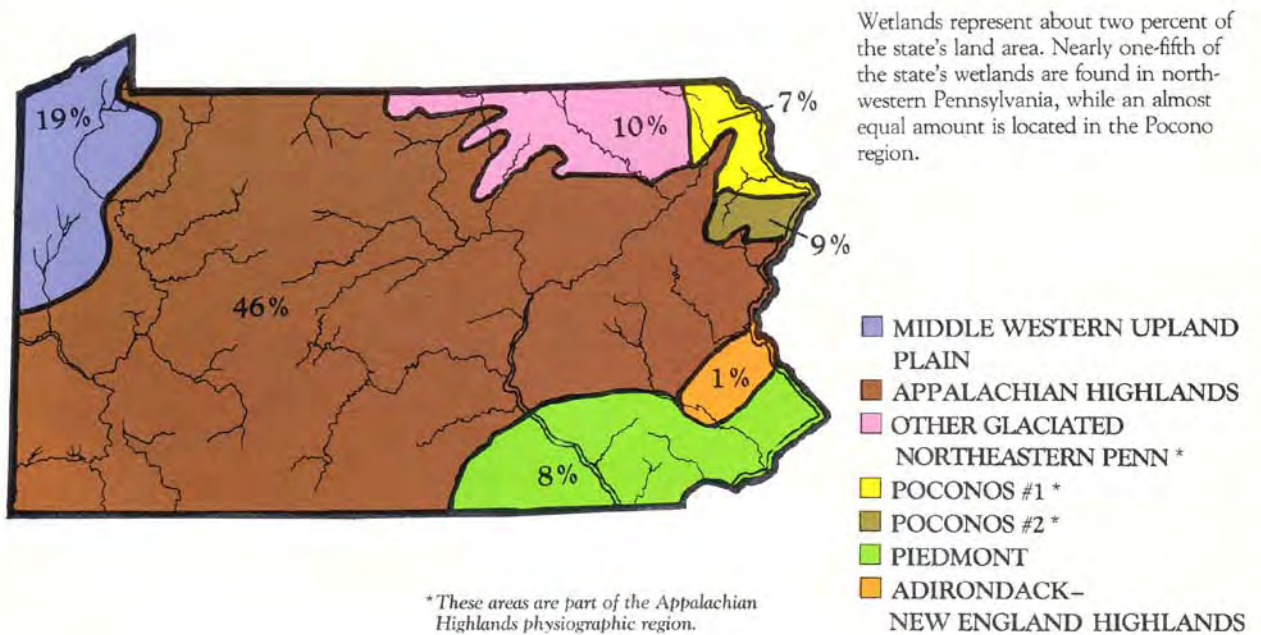 Wetlands represent about two percent of
the state's land area. Nearly one-fifth of
the state's wetlands are found in north-
western Pennsylvania, while an almost
equal amount is located in the Pocono
region.
19%
10%
7%
9%
46%
1%
8%
MIDDLE WESTERN UPLAND
PLAIN
APPALACHIAN HIGHLANDS
OTHER GLACIATED
NORTHEASTERN PENN *
POCONOS #1 *
POCONOS #2 *
PIEDMONT
ADIRONDACK–
NEW ENGLAND HIGHLANDS
*These areas are part of the Appalachian
Highlands physiographic region.